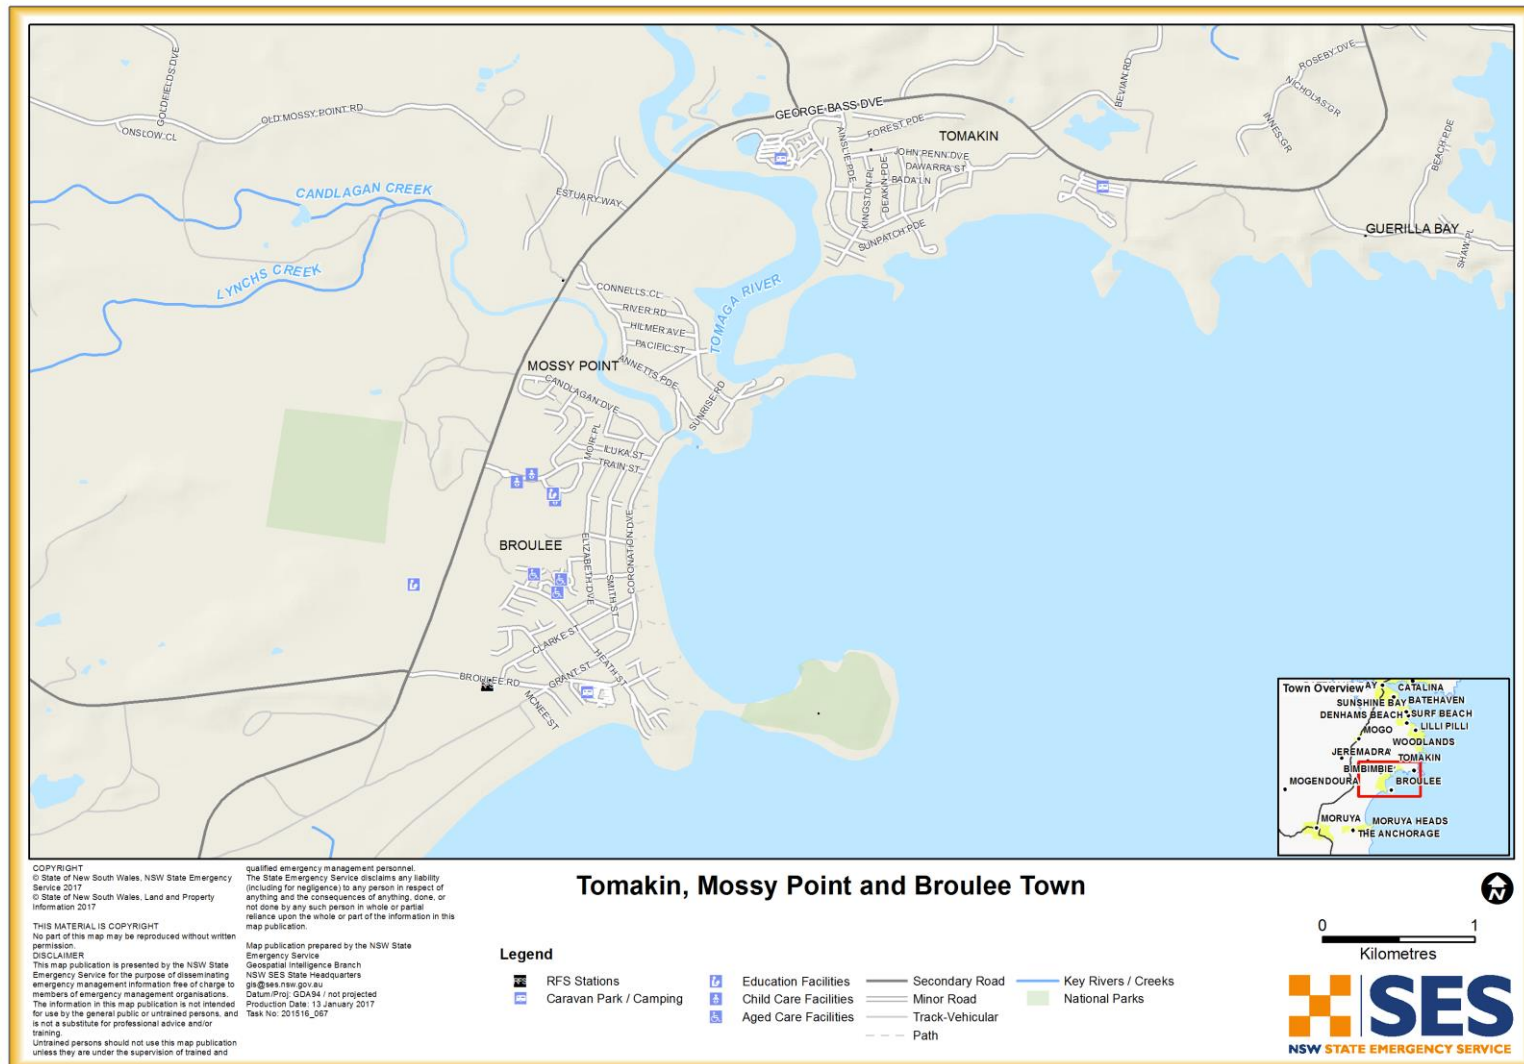 GOLDFIELDS DVE
ONSLOW CL
OLD MOSSY POINT RD
GEORGE BASS DVE
BEVIAN RD
ROSEBY DVE
NICHOLAS GR
INNES GR
BEACH PDE
AINSLIE PDE
FOREST PDE
TOMAKIN
JOHN PENN DVE
DAWARRA ST
BADA LN
KINGSTON PL
DEAKIN PDE
SUNPATCH PDE
GUERILLA BAY
SHAW PL
CANDLAGAN CREEK
ESTUARY WAY
LYNCHS CREEK
CONNELLS CL
RIVER RD
HILMER AVE
PACIFIC ST
TOMAGA RIVER
MOSSY POINT
ANNETTS PDE
CANDLAGAN DVE
SUNRISE RD
MOIR PL
ILUKA ST
TRAIN ST
BROULEE
ELYZABETH DVE
SMITH ST
CORONATION DVE
CLARKE ST
HEATH ST
GRANT ST
BROULEE RD
RFS
MCNEE ST
Town Overview
AY
CATALINA
SUNSHINE BAY
BATEHAVEN
DENHAMS BEACH
SURF BEACH
LILLI PILLI
MOGO
WOODLANDS
JEREMADRA
TOMAKIN
BIMBIMBIE
MOGENDOURA
BROULEE
MORUYA
MORUYA HEADS
THE ANCHORAGE
COPYRIGHT
© State of New South Wales, NSW State Emergency
Service 2017
© State of New South Wales, Land and Property
Information 2017
THIS MATERIAL IS COPYRIGHT
No part of this map may be reproduced without written
permission.
DISCLAIMER
This map publication is presented by the NSW State
Emergency Service for the purpose of disseminating
emergency management information free of charge to
members of emergency management organisations.
The information in this map publication is not intended
for use by the general public or untrained persons, and
is not a substitute for professional advice and/or
training.
Untrained persons should not use this map publication
unless they are under the supervision of trained and
qualified emergency management personnel.
The State Emergency Service disclaims any liability
(including for negligence) to any person in respect of
anything and the consequences of anything, done, or
not done by any such person in whole or partial
reliance upon the whole or part of the information in this
map publication.
Map publication prepared by the NSW State
Emergency Service
Geospatial Intelligence Branch
NSW SES State Headquarters
gis@ses.nsw.gov.au
Datum/Proj: GDA94 / not projected
Production Date: 13 January 2017
Task No: 201516_067
Tomakin, Mossy Point and Broulee Town
N
0 1
Kilometres
Legend
RFS RFS Stations
Caravan Park / Camping
Education Facilities
Child Care Facilities
Aged Care Facilities
Secondary Road
Minor Road
Track-Vehicular
Path
Key Rivers / Creeks
National Parks
SES
NSW STATE EMERGENCY SERVICE